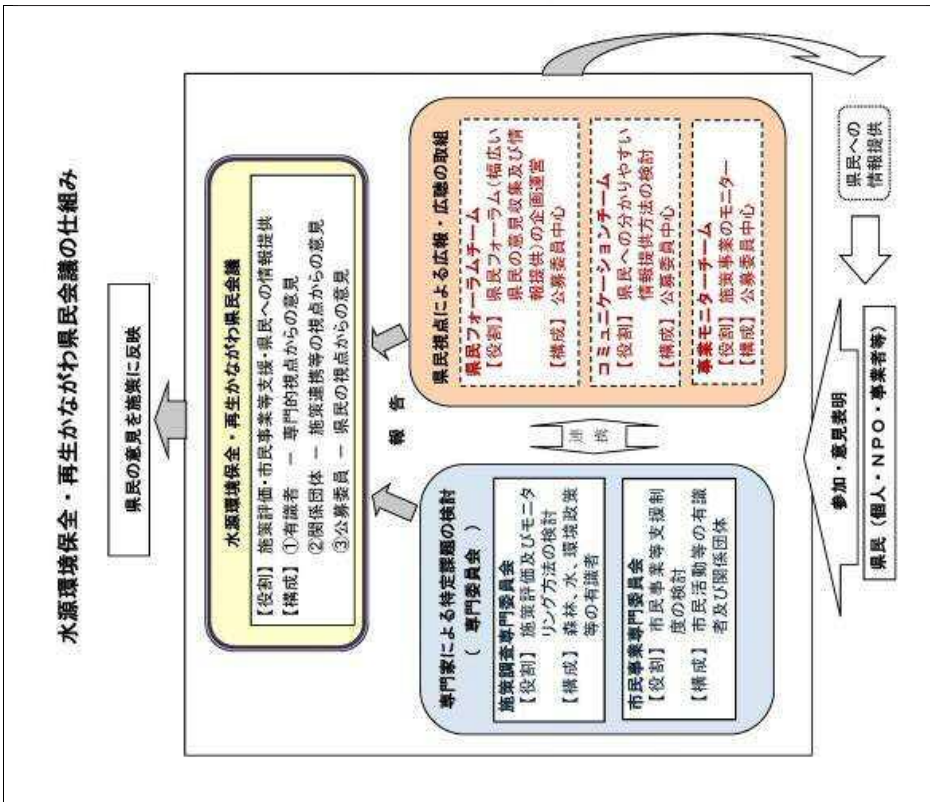 水源環境保全・再生かながわ県民会議の仕組み
県民の意見を施策に反映
水源環境保全・再生かながわ県民会議
【役割】 施策評価・市民事業等支援・県民への情報提供
【構成】 ①有識者 － 専門的視点からの意見
②関係団体 － 施策連携等の視点からの意見
③公募委員 － 県民の視点からの意見
報 告
専門家による特定課題の検討
( 専門委員会 )
施策調査専門委員会
【役割】 施策評価及びモニタ
リング方法の検討
【構成】 森林、水、環境政策
等の有識者
市民事業専門委員会
【役割】 市民事業等支援制
度の検討
【構成】 市民活動等の有識
者及び関係団体
連携
県民視点による広報・広聴の取組
県民フォーラムチーム
【役割】 県民フォーラム(幅広い
県民の意見収集及び情
報提供)の企画運営
【構成】 公募委員中心
コミュニケーションチーム
【役割】 県民への分かりやすい
情報提供方法の検討
【構成】 公募委員中心
事業モニターチーム
【役割】 施策事業のモニター
【構成】 公募委員中心
参加・意見表明
県民（個人・NPO・事業者等）
県民への
情報提供